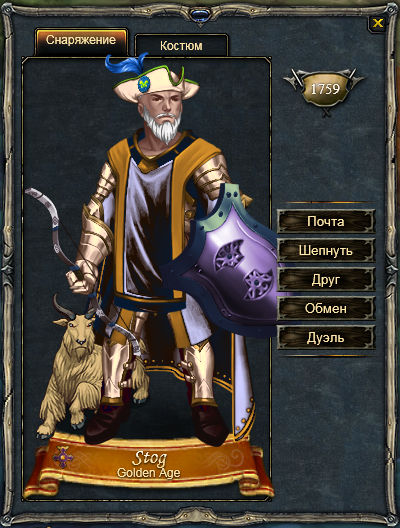 Снаряжение
Костюм
1759
Почта
Шепнуть
Друг
Обмен
Дуэль
Stog
Golden Age